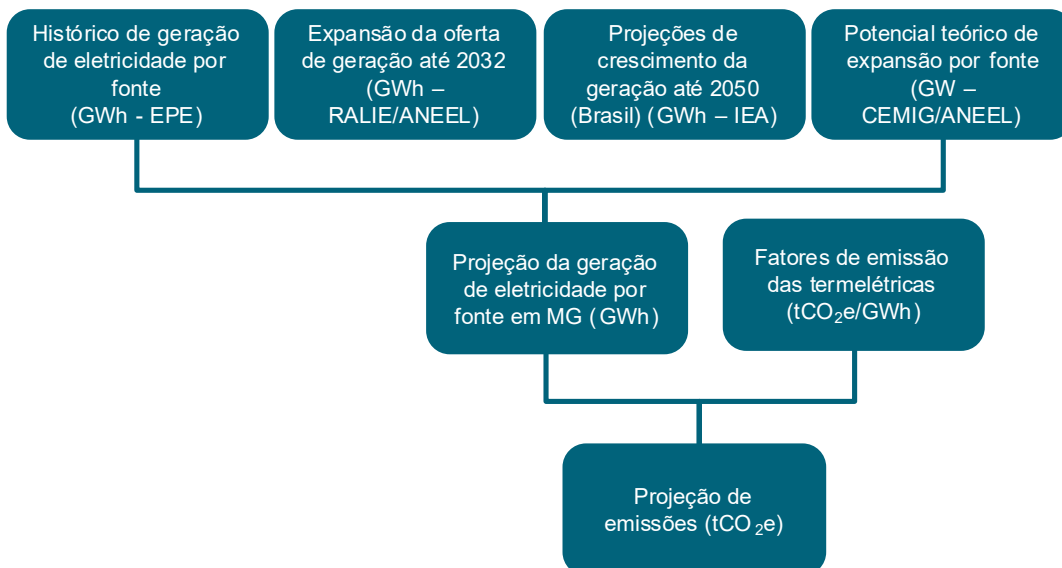 Histórico de geração
de eletricidade por
fonte
(GWh - EPE)
Expansão da oferta
de geração até 2032
(GWh –
RALIE/ANEEL)
Projeções de
crescimento da
geração até 2050
(Brasil) (GWh – IEA)
Potencial teórico de
expansão por fonte
(GW –
CEMIG/ANEEL)
Projeção da geração
de eletricidade por
fonte em MG (GWh)
Fatores de emissão
das termelétricas
(tCO₂e/GWh)
Projeção de
emissões (tCO₂e)